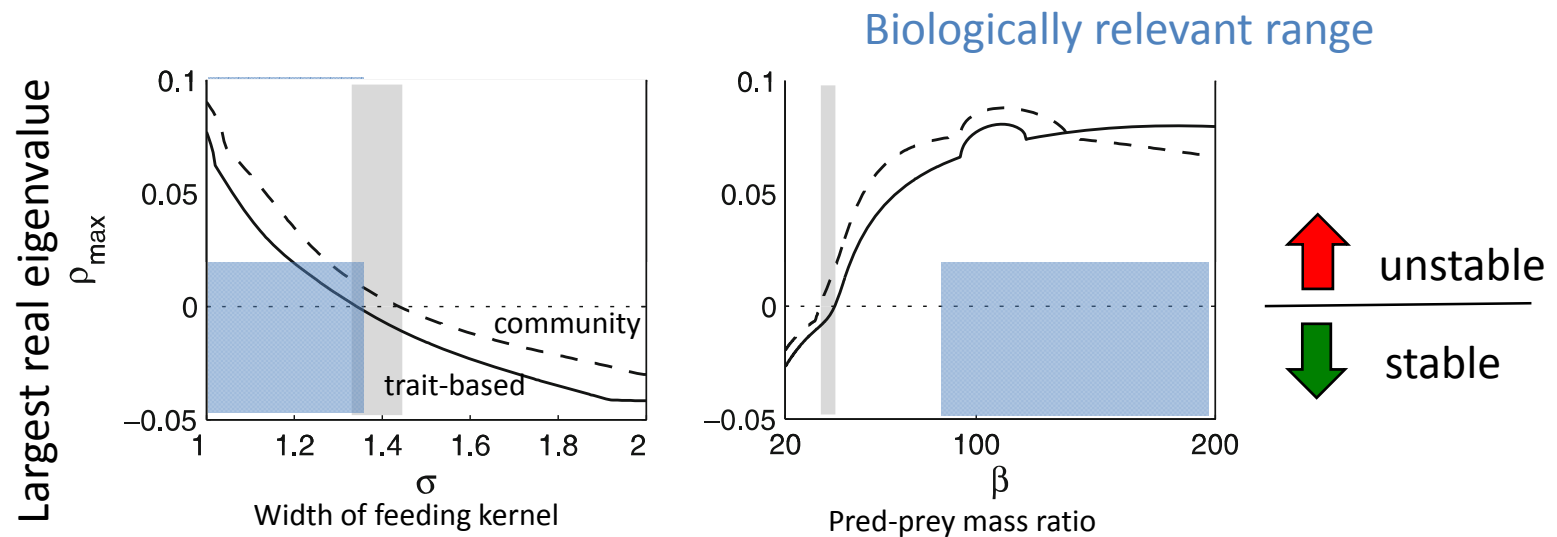 Biologically relevant range
Largest real eigenvalue
ρmax
0.1
0.05
0
−0.05
1
1.2
1.4
1.6
1.8
2
community
trait-based
σ
Width of feeding kernel
0.1
0.05
0
−0.05
20
100
200
β
Pred-prey mass ratio
unstable
stable